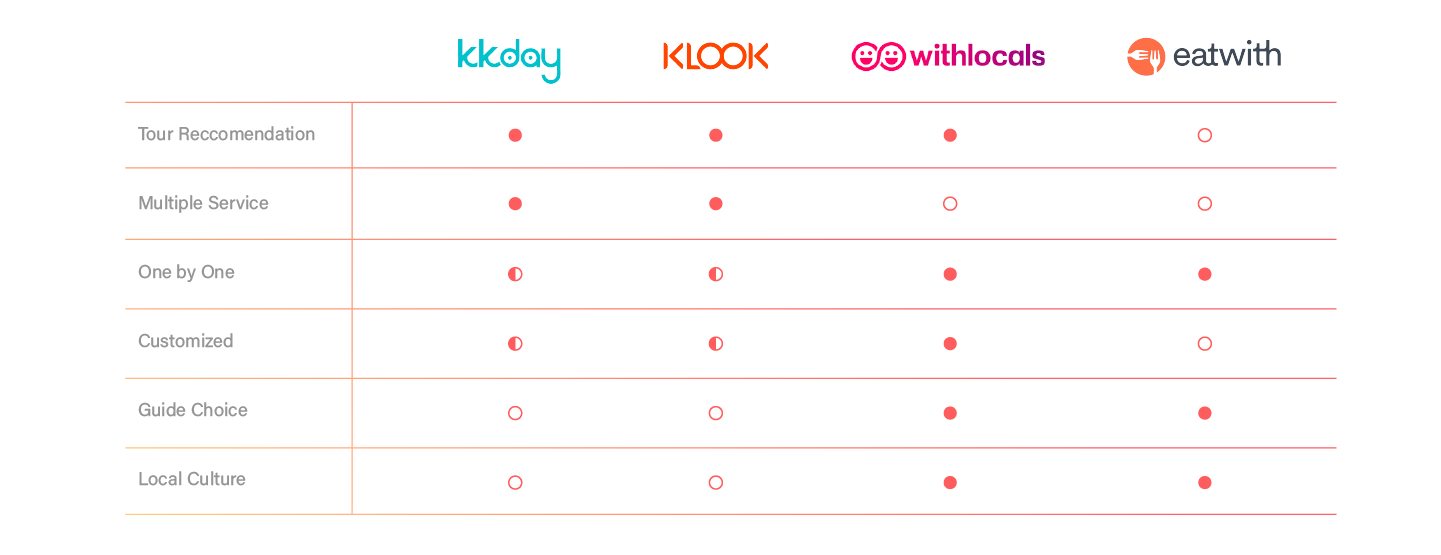 kkday KLOOK withlocals eatwith
Tour Reccomendation
Multiple Service
One by One
Customized
Guide Choice
Local Culture